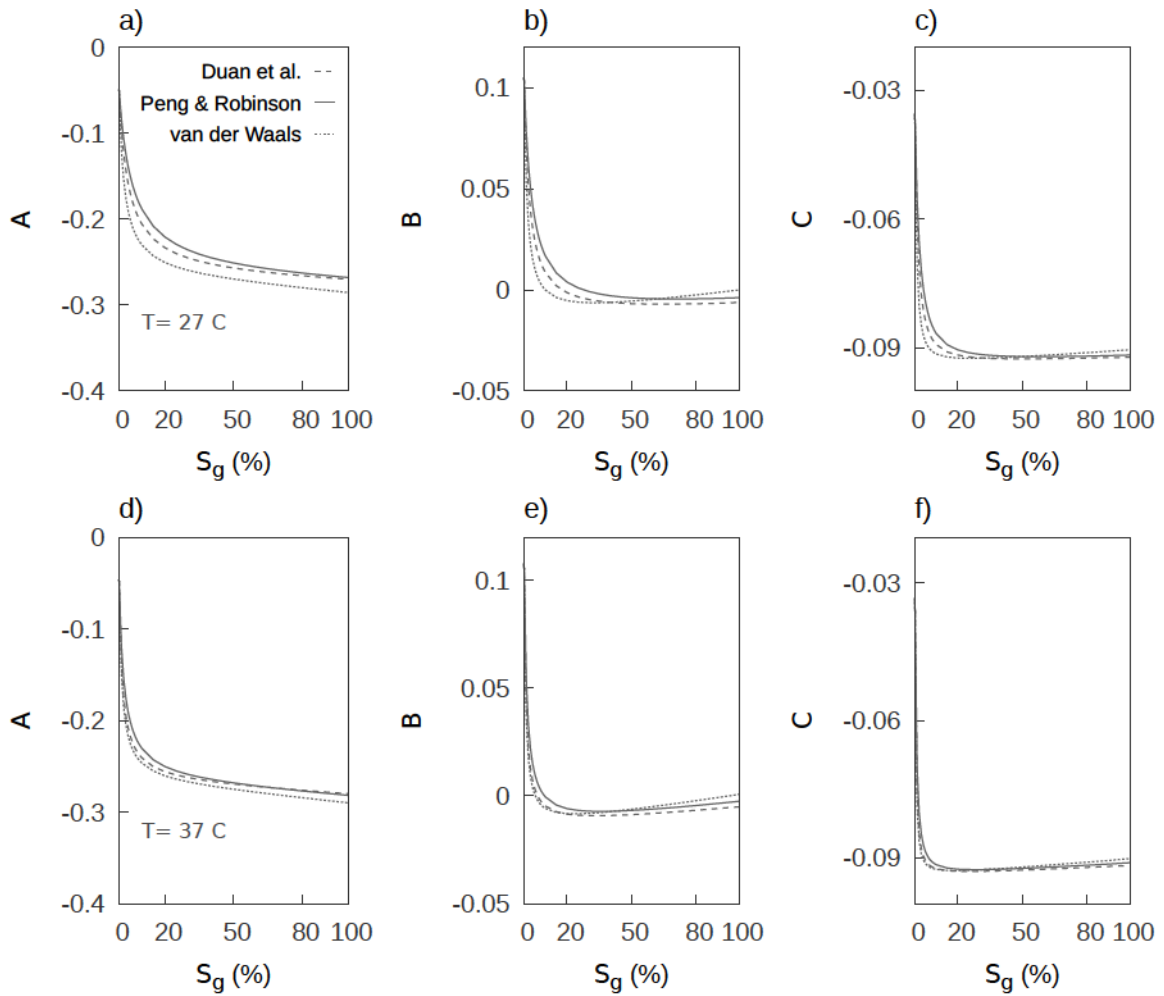 a)
0
-0.1
-0.2
-0.3
-0.4
A
Duan et al.
Peng & Robinson
van der Waals
T= 27 C
0 20 50 80 100
Sg (%)
b)
0.1
0.05
0
-0.05
B
0 20 50 80 100
Sg (%)
c)
-0.03
-0.06
-0.09
C
0 20 50 80 100
Sg (%)
d)
0
-0.1
-0.2
-0.3
-0.4
A
T= 37 C
0 20 50 80 100
Sg (%)
e)
0.1
0.05
0
-0.05
B
0 20 50 80 100
Sg (%)
f)
-0.03
-0.06
-0.09
C
0 20 50 80 100
Sg (%)